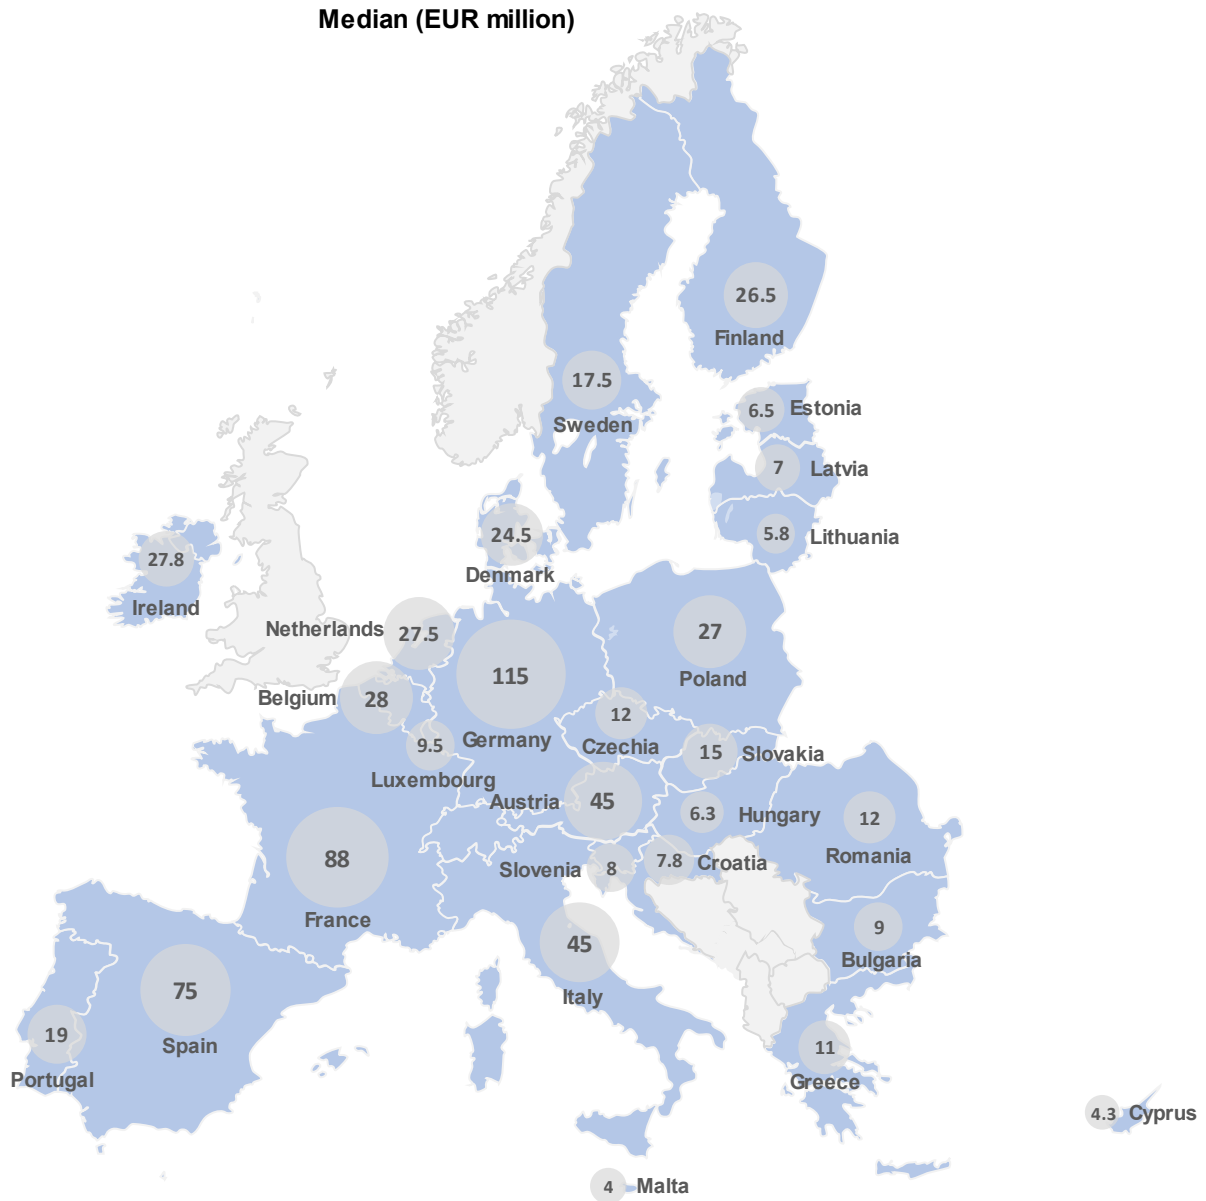 Median (EUR million)
26.5
Finland
17.5
Sweden
6.5 Estonia
7 Latvia
5.8 Lithuania
24.5
Denmark
27.8
Ireland
Netherlands 27.5
27
Poland
115
Germany
Belgium 28
12
Czechia
9.5
Luxembourg
15 Slovakia
Austria 45
6.3 Hungary
12
Romania
88
France
Slovenia 8
7.8 Croatia
9
Bulgaria
45
Italy
75
Spain
19
Portugal
11
Greece
4.3 Cyprus
4 Malta